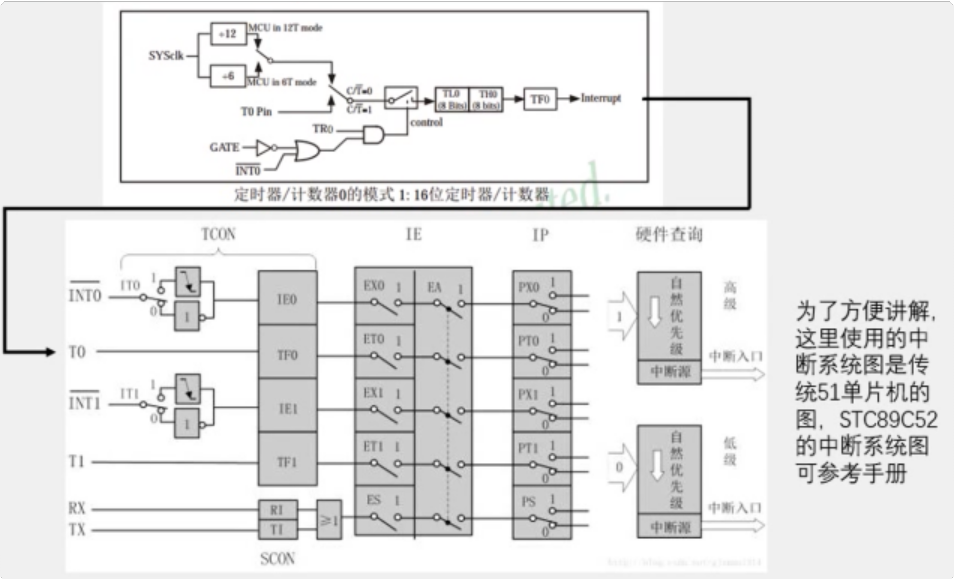 ÷12
MCU in 12T mode
SYSclk
÷6
MCU in 6T mode
C/T̅=0
C/T̅=1
T0 Pin
TL0
(8 Bits)
TH0
(8 bits)
TF0
Interrupt
control
TR0
GATE
I̅N̅T̅0̅
定时器/计数器0的模式 1: 16位定时器/计数器
ted.
TCON
IE
IP
硬件查询
I̅N̅T̅0̅
IT0
1
0
1
IE0
EX0
1
EA
1
PX0
1
0
1
自然优先级
高级
T0
TF0
ET0
1
PT0
1
0
中断源
中断入口
I̅N̅T̅1̅
IT1
1
0
1
IE1
EX1
1
PX1
1
0
T1
TF1
ET1
1
PT1
1
0
0
自然优先级
低级
RX
TX
RI
TI
≥1
ES
1
PS
1
0
中断源
中断入口
SCON
为了方便讲解,
这里使用的中
断系统图是传
统51单片机的
图，STC89C52
的中断系统图
可参考手册